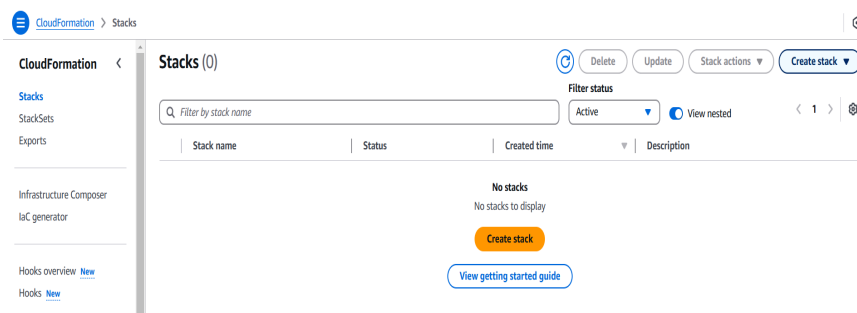 CloudFormation > Stacks
CloudFormation
Stacks
StackSets
Exports
Infrastructure Composer
IaC generator
Hooks overview New
Hooks New
Stacks (0)
Delete
Update
Stack actions
Create stack
Filter status
Filter by stack name
Active
View nested
1
Stack name
Status
Created time
Description
No stacks
No stacks to display
Create stack
View getting started guide